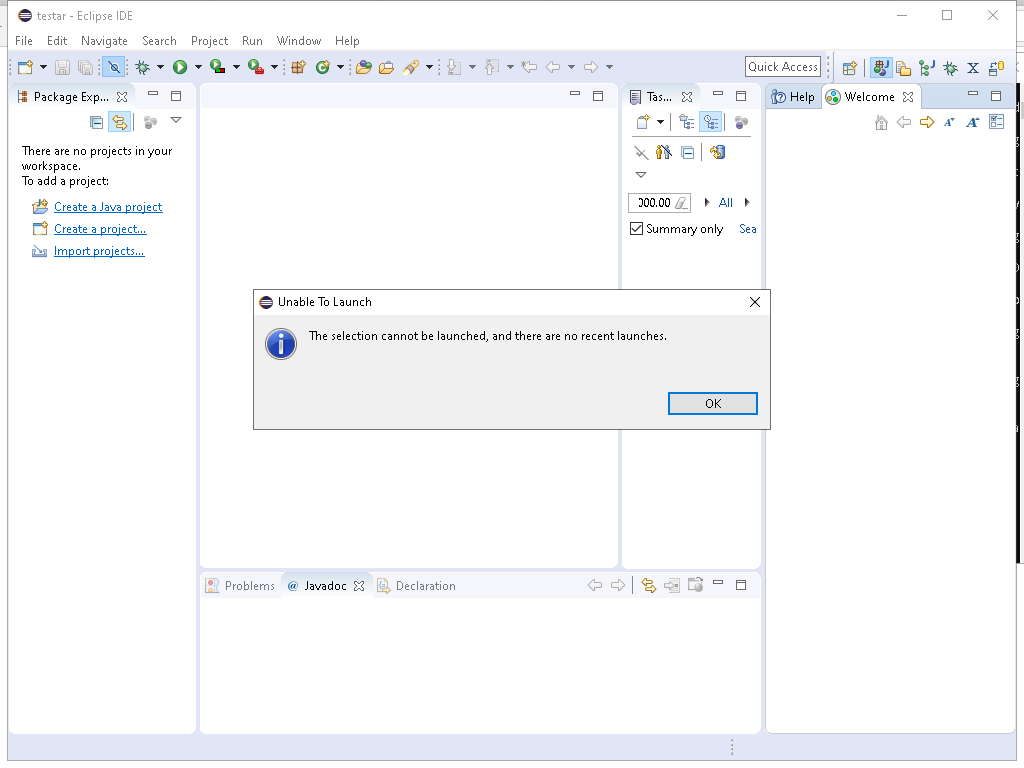 testar - Eclipse IDE
File Edit Navigate Search Project Run Window Help
Quick Access
Package Exp...
Tas...
Help
Welcome
There are no projects in your
workspace.
To add a project:
Create a Java project
Create a project...
Import projects...
000.00
All
Summary only
Sea
Unable To Launch
The selection cannot be launched, and there are no recent launches.
OK
Problems
@ Javadoc
Declaration